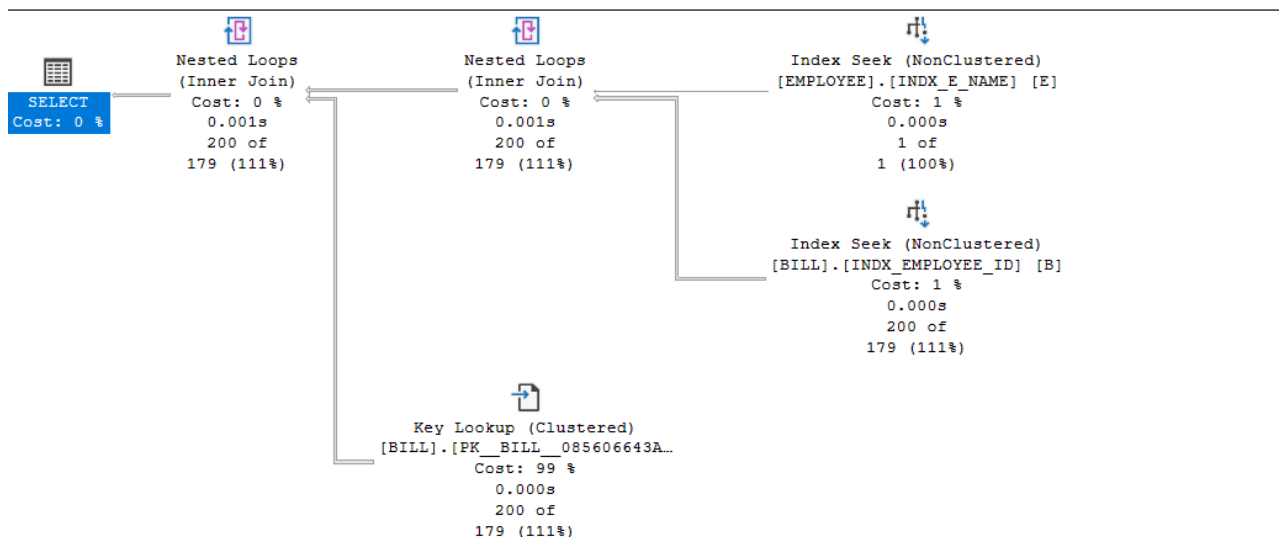 SELECT
Cost: 0 %
Nested Loops
(Inner Join)
Cost: 0 %
0.001s
200 of
179 (111%)
Nested Loops
(Inner Join)
Cost: 0 %
0.001s
200 of
179 (111%)
Index Seek (NonClustered)
[EMPLOYEE].[INDX_E_NAME] [E]
Cost: 1 %
0.000s
1 of
1 (100%)
Index Seek (NonClustered)
[BILL].[INDX_EMPLOYEE_ID] [B]
Cost: 1 %
0.000s
200 of
179 (111%)
Key Lookup (Clustered)
[BILL].[PK__BILL__085606643A…
Cost: 99 %
0.000s
200 of
179 (111%)